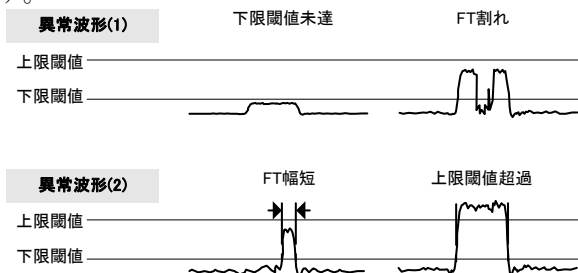 す。
異常波形(1)
下限閾値未達
FT割れ
上限閾値
下限閾値
異常波形(2)
FT幅短
上限閾値超過
上限閾値
下限閾値